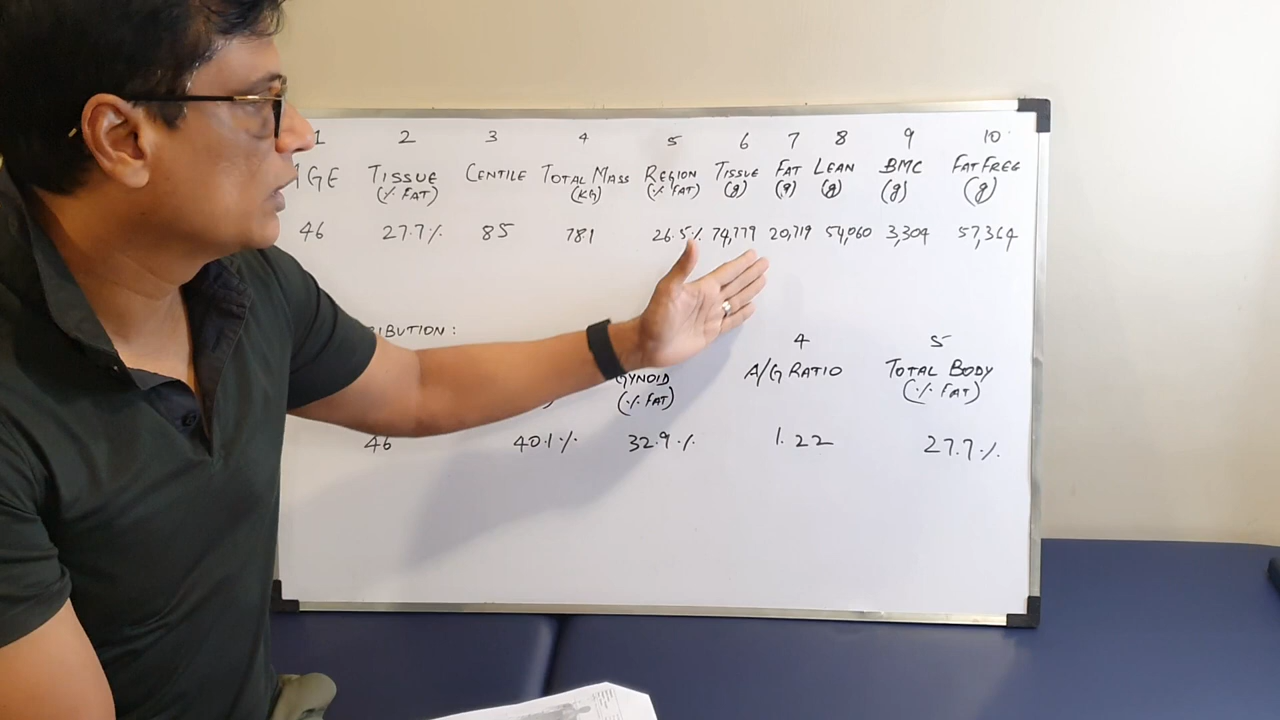 1 2 3 4 5 6 7 8 9 10
AGE TISSUE CENTILE TOTAL MASS REGION TISSUE FAT LEAN BMC FAT FREE
(% FAT) (KG) (% FAT) (g) (g) (g) (g) (g)
46 27.7% 85 781 26.5% 74,779 20,719 54,060 3,304 57,364
4 5
GYNOID A/G RATIO TOTAL BODY
(% FAT) (% FAT)
46 40.1% 32.9% 1.22 27.7%